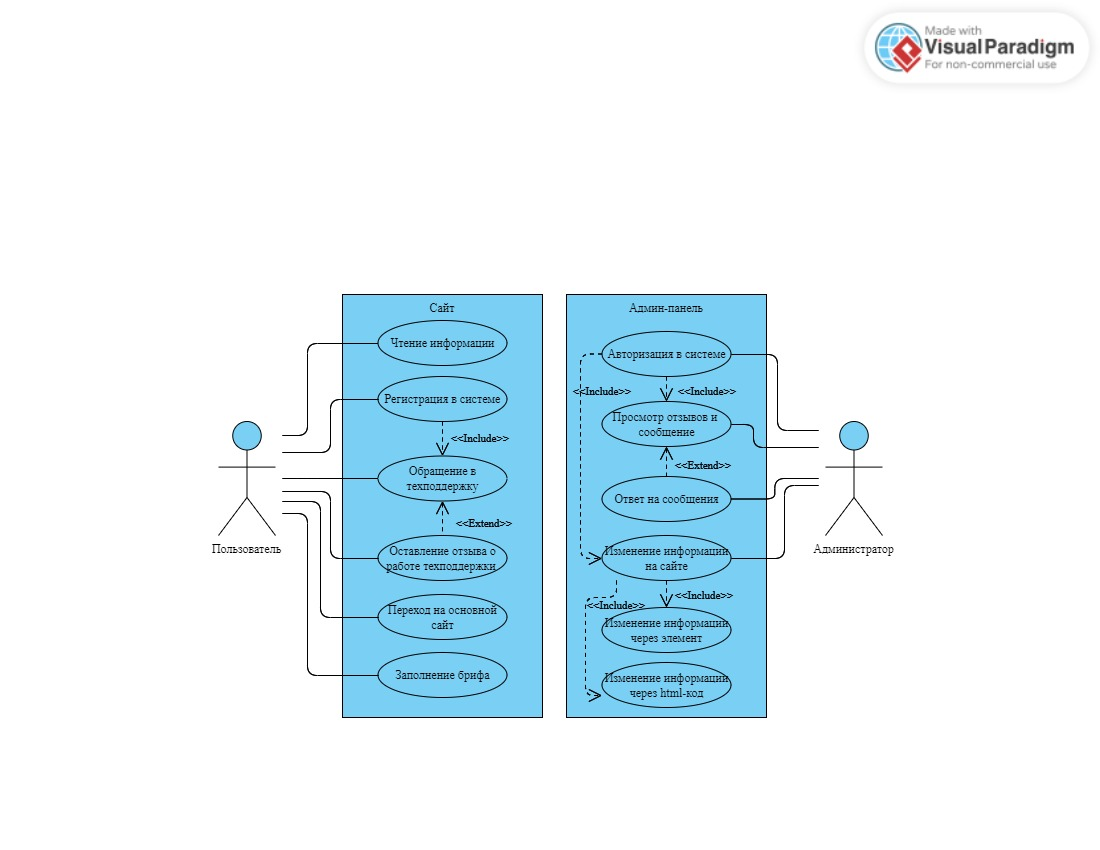 Made with
Visual Paradigm
For non-commercial use
Сайт
Чтение информации
Регистрация в системе
<<Include>>
Обращение в
техподдержку
<<Extend>>
Оставление отзыва о
работе техподдержки
Переход на основной
сайт
Заполнение брифа
Пользователь
Админ-панель
Авторизация в системе
<<Include>>
<<Include>>
Просмотр отзывов и
сообщение
<<Extend>>
Ответ на сообщения
Изменение информации
на сайте
<<Include>>
<<Include>>
Изменение информации
через элемент
Изменение информации
через html-код
Администратор